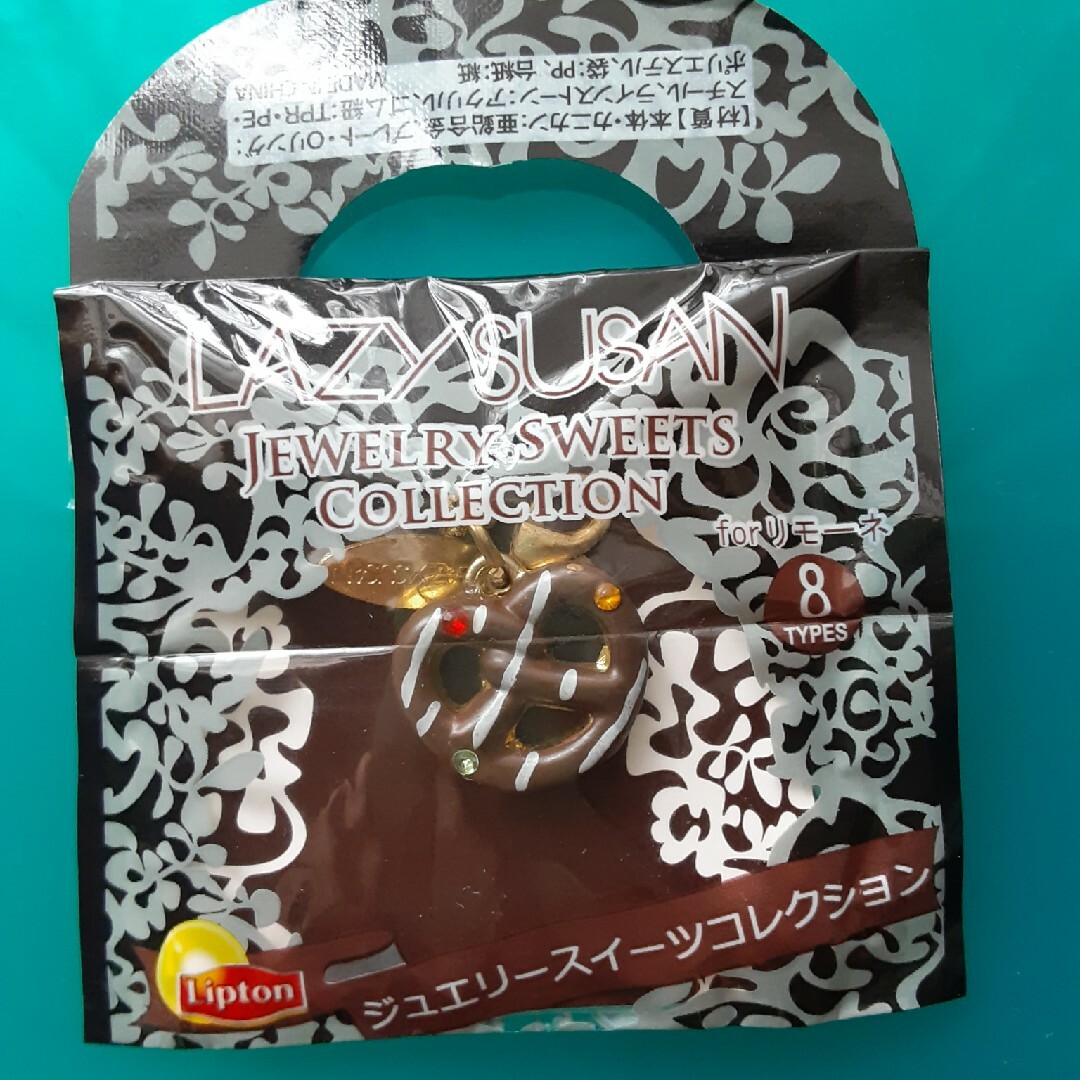 【材質】本体・カニカン:亜鉛合金、プレート・Oリング:
スチール、ラインストーン:アクリル、ゴム紐:TPR・PE・
ポリエステル、袋:PP、台紙:紙 MADE IN CHINA
LAZY SUSAN
JEWELRY SWEETS
COLLECTION
forリモーネ
8
TYPES
ジュエリースイーツコレクション
Lipton